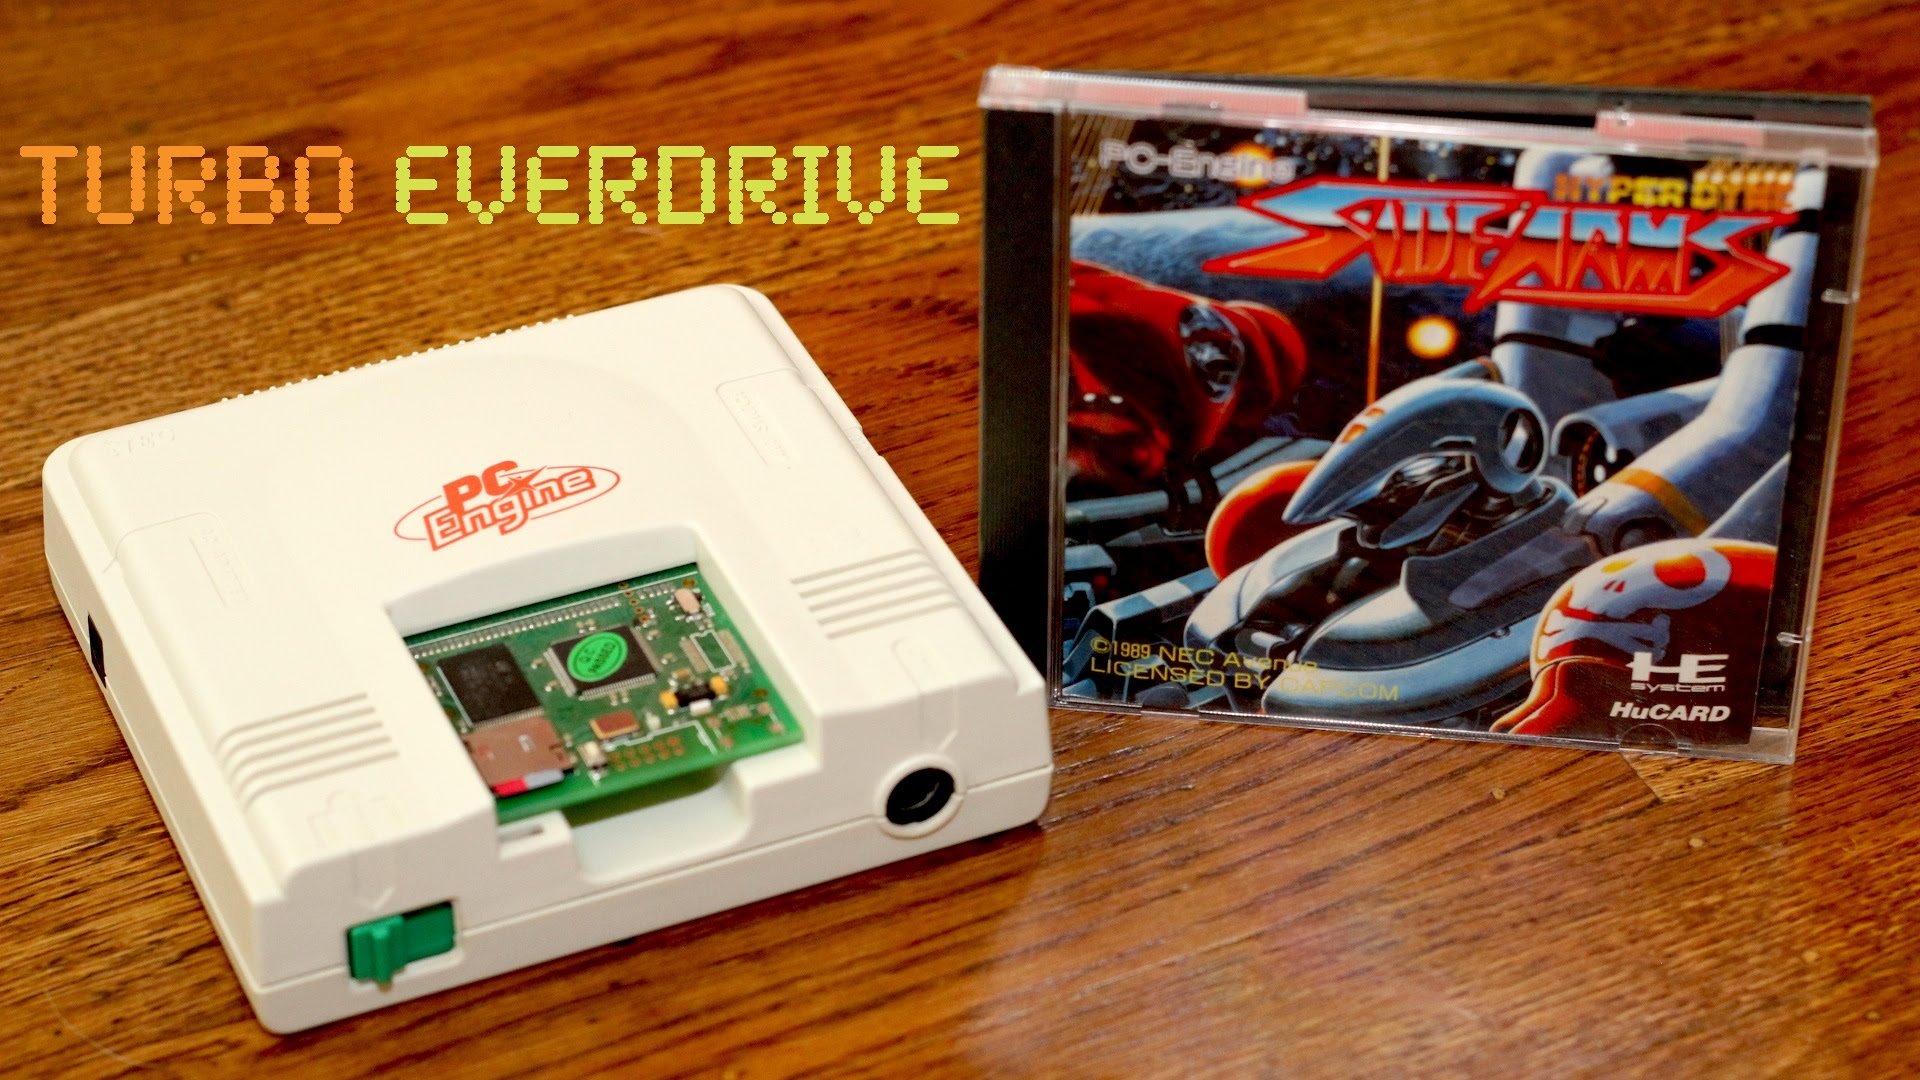 TURBO EVERDRIVE
PC Engine
PC-Engine
HYPER DYNE
SIDE ARMS
©1989 NEC Avenue
LICENSED BY CAPCOM
HE
SYSTEM
HuCARD